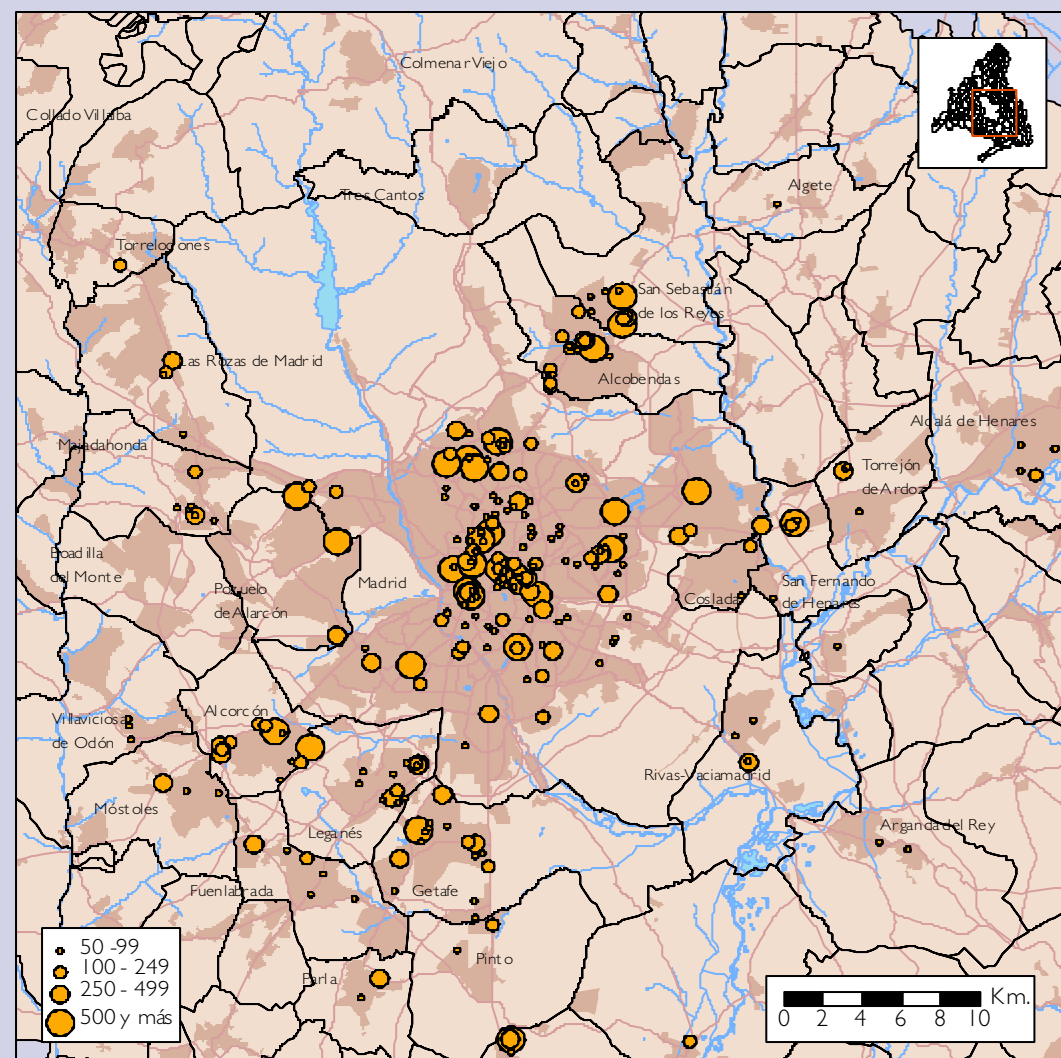 Colmenar Viejo
Collado Villalba
Algete
Tres Cantos
Torrelodones
San Sebastián
de los Reyes
Las Rozas de Madrid
Alcobendas
Alcalá de Henares
Majadahonda
Torrejón
de Ardoz
Boadilla
del Monte
Madrid
San Fernando
de Henares
Pozuelo
de Alarcón
Coslada
Alcorcón
Villaviciosa
de Odón
Rivas-Vaciamadrid
Móstoles
Leganés
Arganda del Rey
Fuenlabrada
Getafe
Pinto
Parla
50 -99
100 - 249
250 - 499
500 y más
Km.
0 2 4 6 8 10